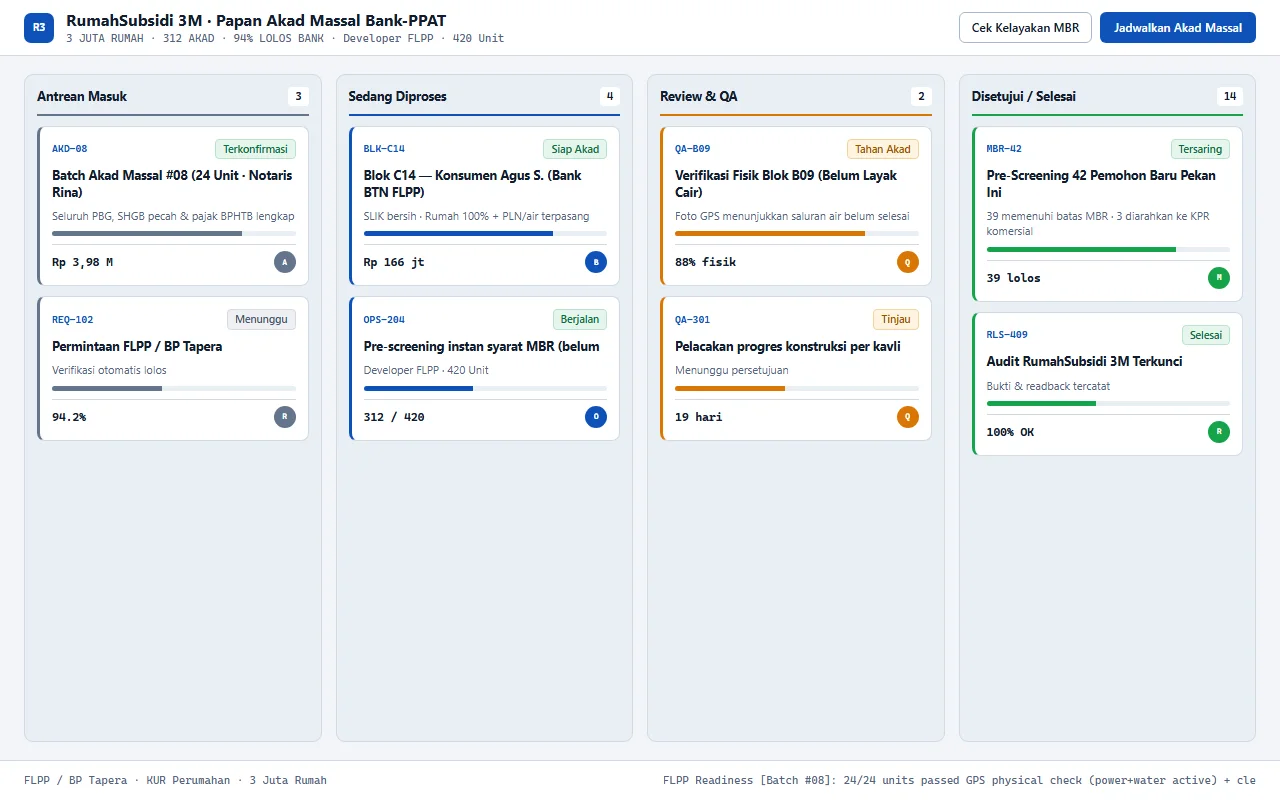 R3
RumahSubsidi 3M · Papan Akad Massal Bank-PPAT
3 JUTA RUMAH · 312 AKAD · 94% LOLOS BANK · Developer FLPP · 420 Unit
Cek Kelayakan MBR
Jadwalkan Akad Massal
Antrean Masuk
3
AKD-08
Terkonfirmasi
Batch Akad Massal #08 (24 Unit · Notaris
Rina)
Seluruh PBG, SHGB pecah & pajak BPHTB lengkap
Rp 3,98 M
A
REQ-102
Menunggu
Permintaan FLPP / BP Tapera
Verifikasi otomatis lolos
94.2%
R
Sedang Diproses
4
BLK-C14
Siap Akad
Blok C14 — Konsumen Agus S. (Bank
BTN FLPP)
SLIK bersih · Rumah 100% + PLN/air terpasang
Rp 166 jt
B
OPS-204
Berjalan
Pre-screening instan syarat MBR (belum
Developer FLPP · 420 Unit
312 / 420
O
Review & QA
2
QA-B09
Tahan Akad
Verifikasi Fisik Blok B09 (Belum Layak
Cair)
Foto GPS menunjukkan saluran air belum selesai
88% fisik
Q
QA-301
Tinjau
Pelacakan progres konstruksi per kavli
Menunggu persetujuan
19 hari
Q
Disetujui / Selesai
14
MBR-42
Tersaring
Pre-Screening 42 Pemohon Baru Pekan
Ini
39 memenuhi batas MBR · 3 diarahkan ke KPR
komersial
39 lolos
M
RLS-409
Selesai
Audit RumahSubsidi 3M Terkunci
Bukti & readback tercatat
100% OK
R
FLPP / BP Tapera · KUR Perumahan · 3 Juta Rumah
FLPP Readiness [Batch #08]: 24/24 units passed GPS physical check (power+water active) + cle